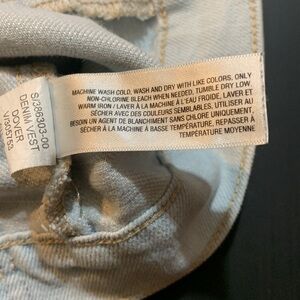 MACHINE WASH COLD, WASH AND DRY WITH LIKE COLORS, ONLY
NON-CHLORINE BLEACH WHEN NEEDED, TUMBLE DRY LOW,
WARM IRON / LAVER À LA MACHINE À L'EAU FROIDE, LAVER ET
SÉCHER AVEC DES COULEURS SEMBLABLES, UTILISER AU
BESOIN UN AGENT DE BLANCHIMENT SANS CHLORE UNIQUEMENT,
SÉCHER À LA MACHINE À BASSE TEMPÉRATURE, REPASSER À
TEMPÉRATURE MOYENNE
S/386303-00
DENIM VEST
DOVER